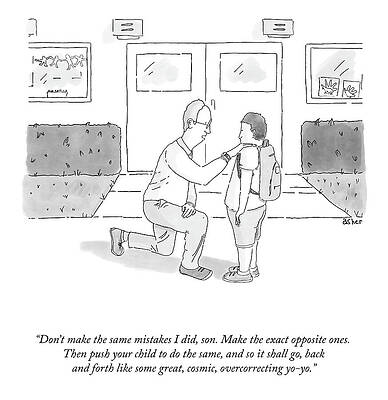 asher
“Don’t make the same mistakes I did, son. Make the exact opposite ones.
Then push your child to do the same, and so it shall go, back
and forth like some great, cosmic, overcorrecting yo-yo.”